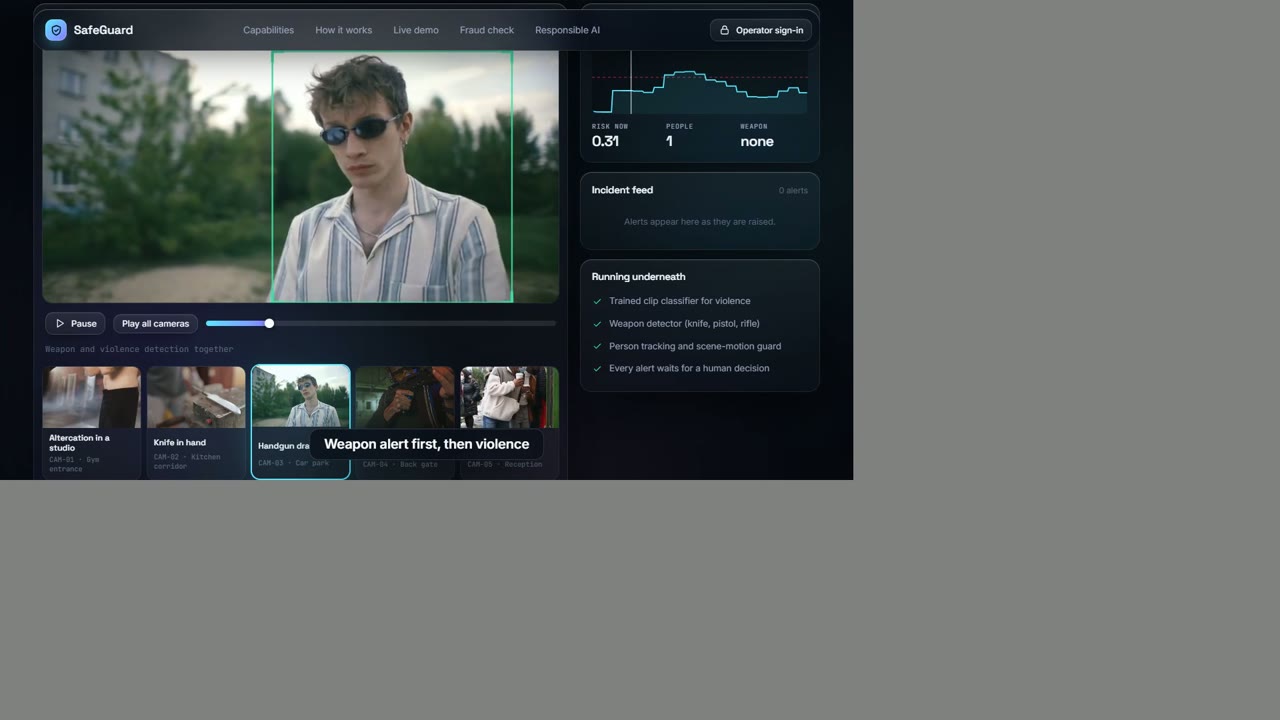 SafeGuard
Capabilities
How it works
Live demo
Fraud check
Responsible AI
Operator sign-in
RISK NOW
PEOPLE
WEAPON
0.31
1
none
Incident feed
0 alerts
Alerts appear here as they are raised.
Running underneath
Trained clip classifier for violence
Weapon detector (knife, pistol, rifle)
Person tracking and scene-motion guard
Every alert waits for a human decision
Pause
Play all cameras
Weapon and violence detection together
Altercation in a
studio
CAM-01 · Gym
entrance
Knife in hand
CAM-02 · Kitchen
corridor
Handgun
CAM-03 · Car park
CAM-04 · Back gate
CAM-05 · Reception
Weapon alert first, then violence